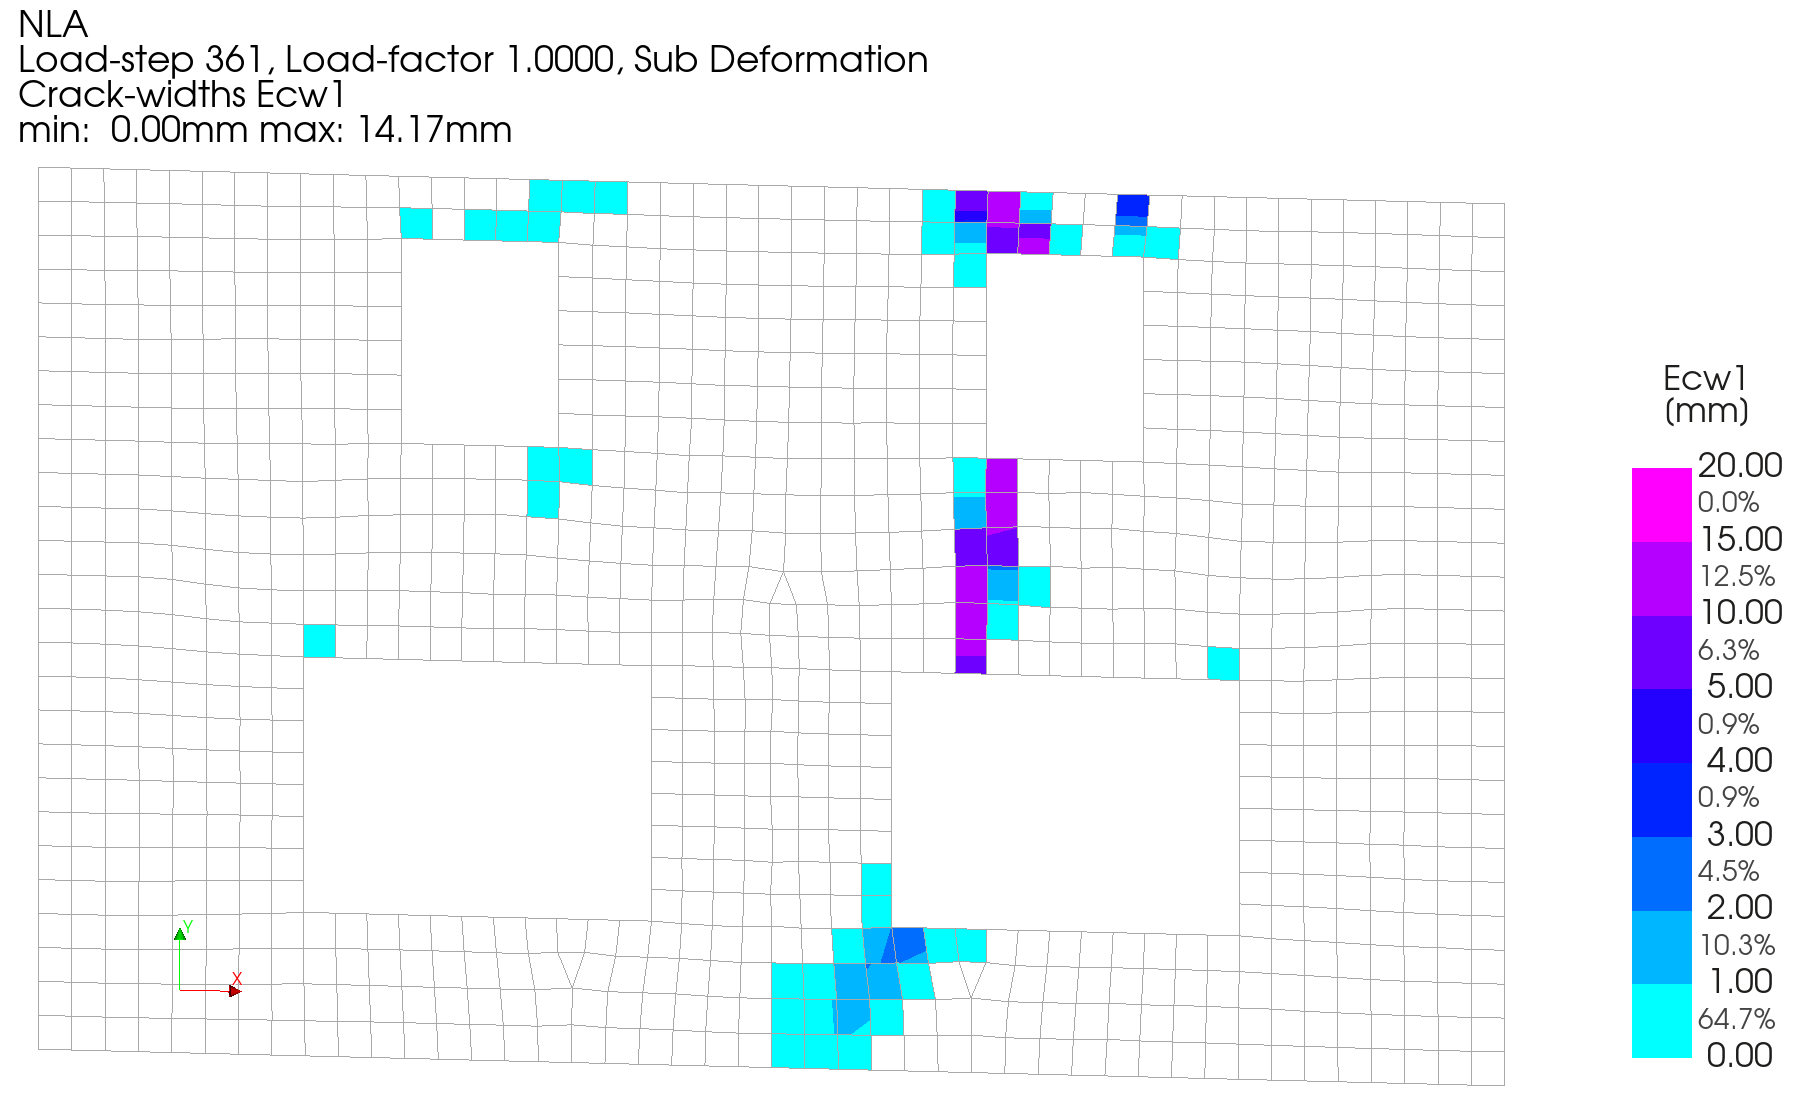 NLA
Load-step 361, Load-factor 1.0000, Sub Deformation
Crack-widths Ecw1
min: 0.00mm max: 14.17mm
Ecw1
(mm)
20.00
0.0%
15.00
12.5%
10.00
6.3%
5.00
0.9%
4.00
0.9%
3.00
4.5%
2.00
10.3%
1.00
64.7%
0.00
Y
X